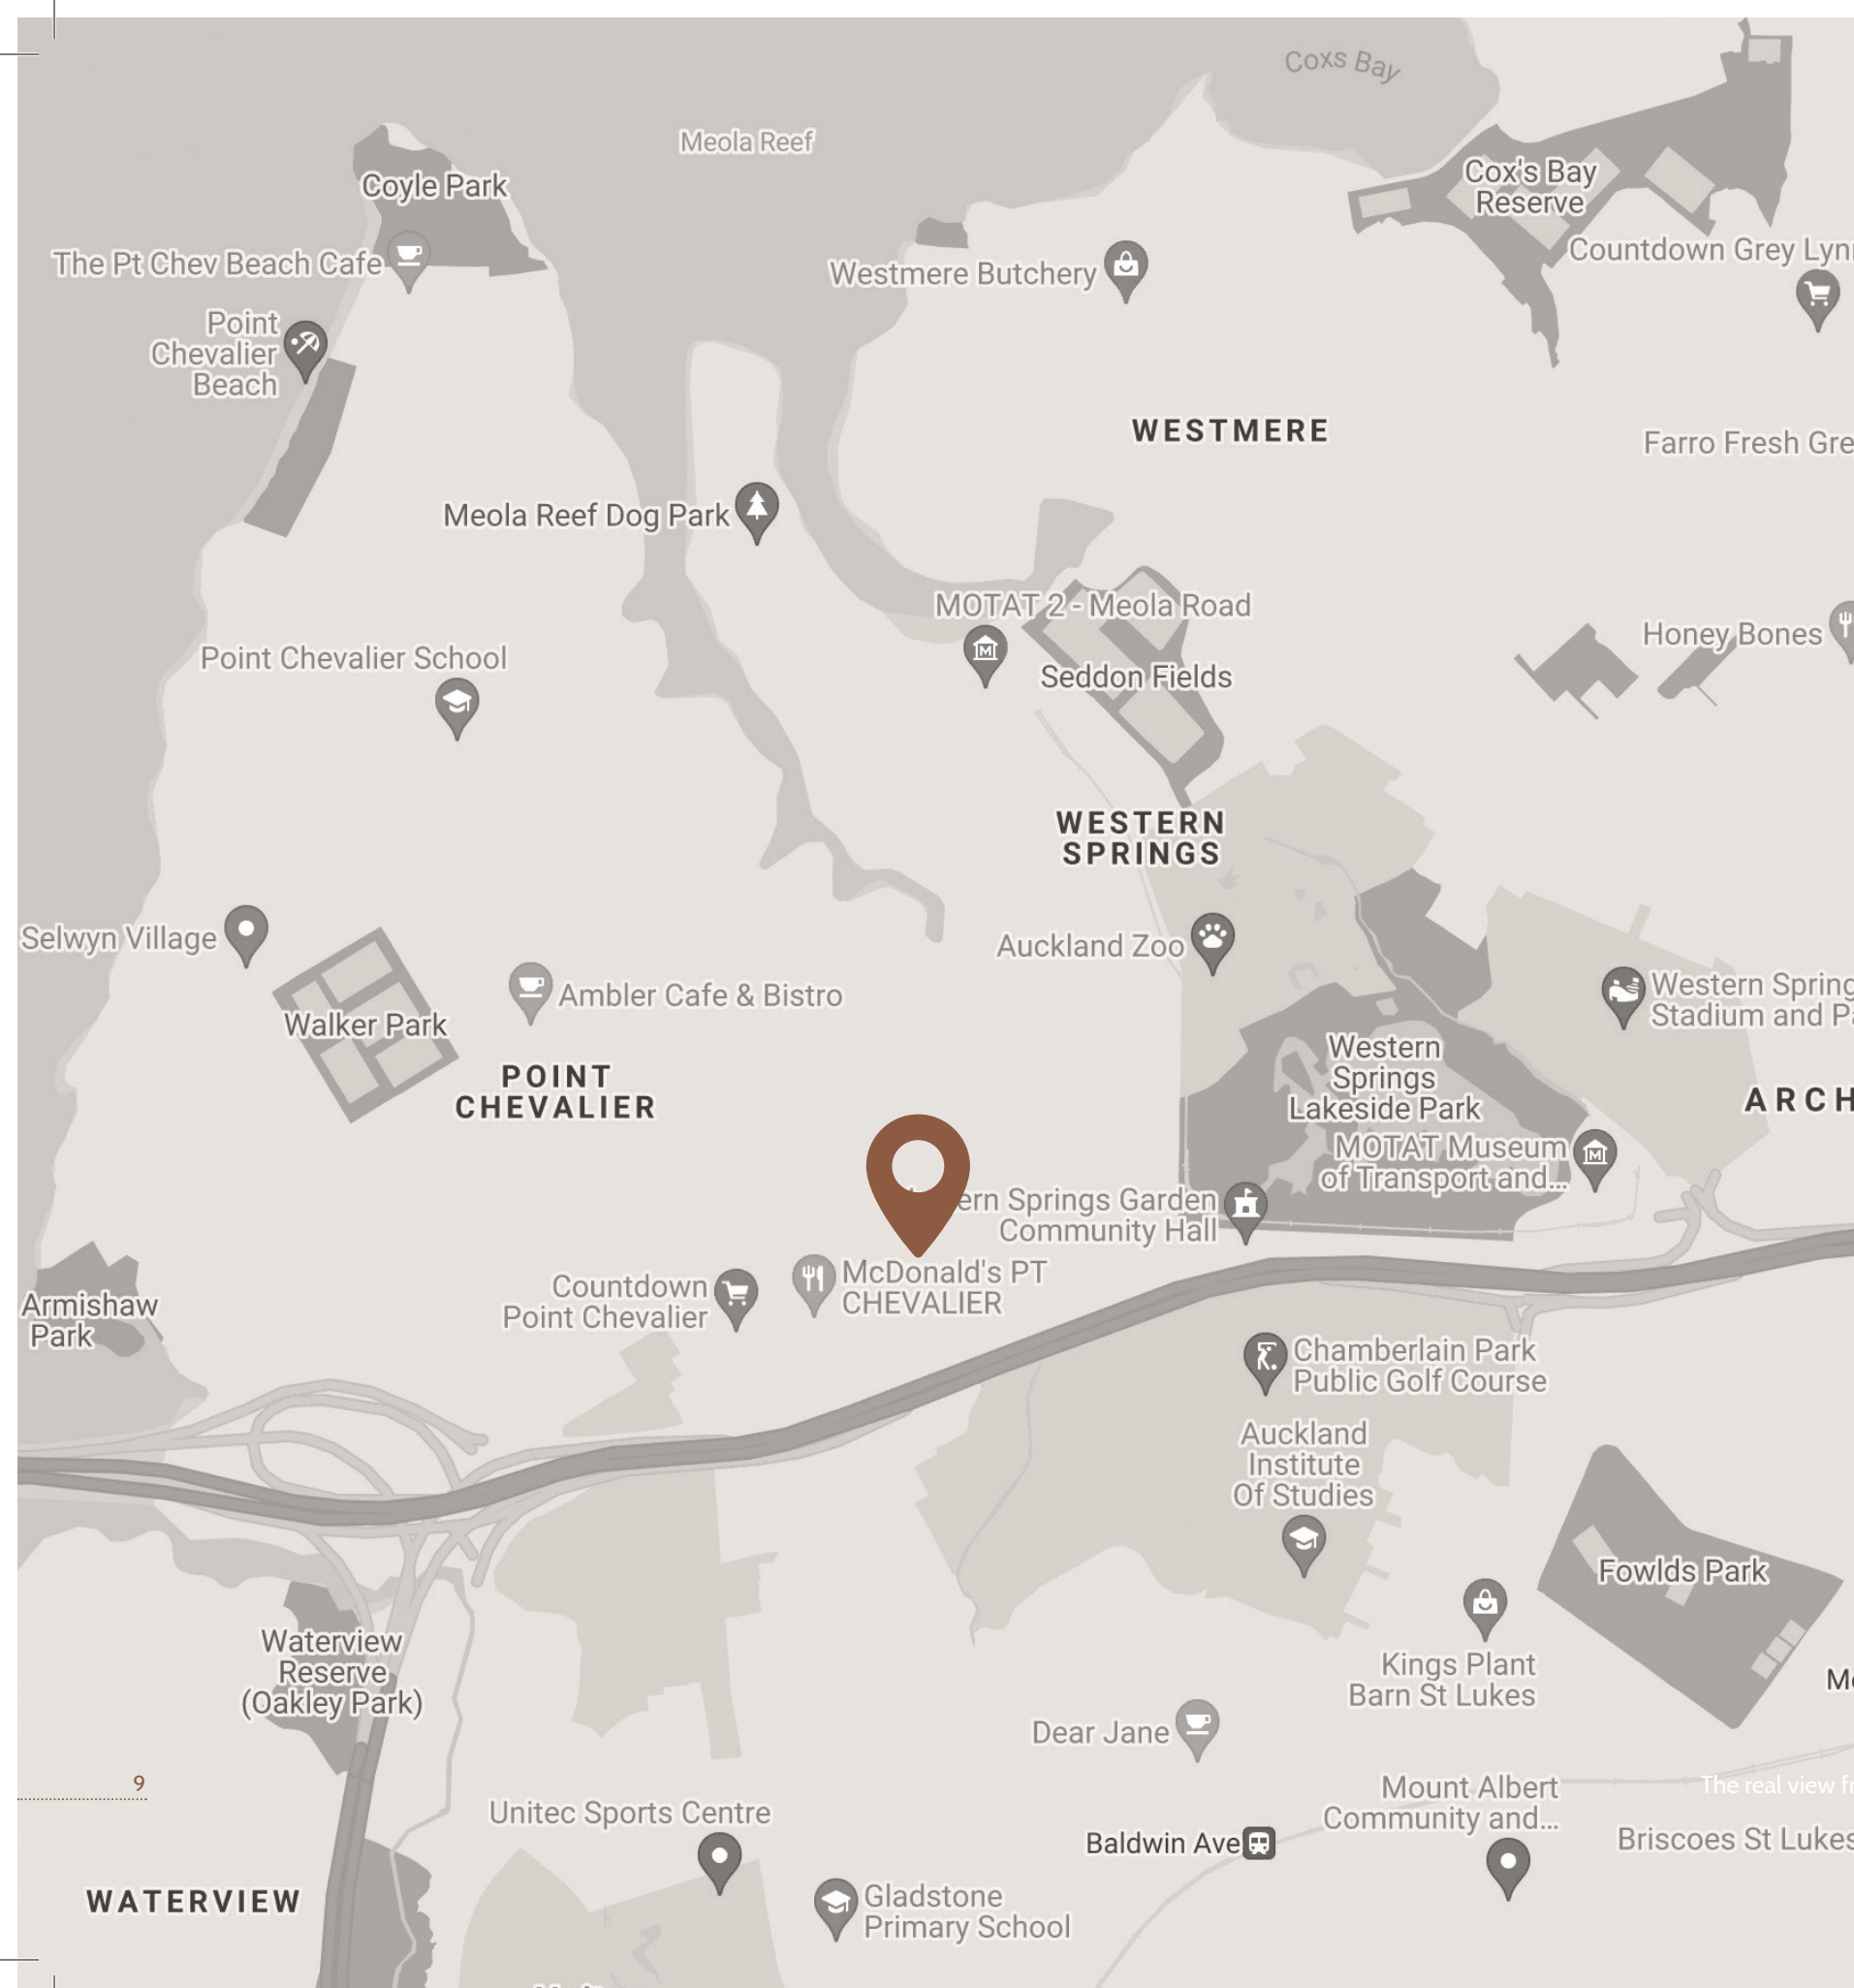 Coxs Bay
Meola Reef
Coyle Park
Cox's Bay
Reserve
The Pt Chev Beach Cafe
Westmere Butchery
Countdown Grey Lyn
Point
Chevalier
Beach
WESTMERE
Farro Fresh Gre
Meola Reef Dog Park
MOTAT 2 - Meola Road
Honey Bones
Point Chevalier School
Seddon Fields
WESTERN
SPRINGS
Selwyn Village
Auckland Zoo
Ambler Cafe & Bistro
Western Spring
Stadium and Pa
Walker Park
Western
Springs
Lakeside Park
POINT
CHEVALIER
ARCH
MOTAT Museum
of Transport and...
ern Springs Garden
Community Hall
McDonald's PT
CHEVALIER
Countdown
Point Chevalier
Armishaw
Park
Chamberlain Park
Public Golf Course
Auckland
Institute
Of Studies
Fowlds Park
Waterview
Reserve
(Oakley Park)
Kings Plant
Barn St Lukes
Dear Jane
9
The real view fr
Mount Albert
Community and...
Unitec Sports Centre
Baldwin Ave
Briscoes St Lukes
WATERVIEW
Gladstone
Primary School